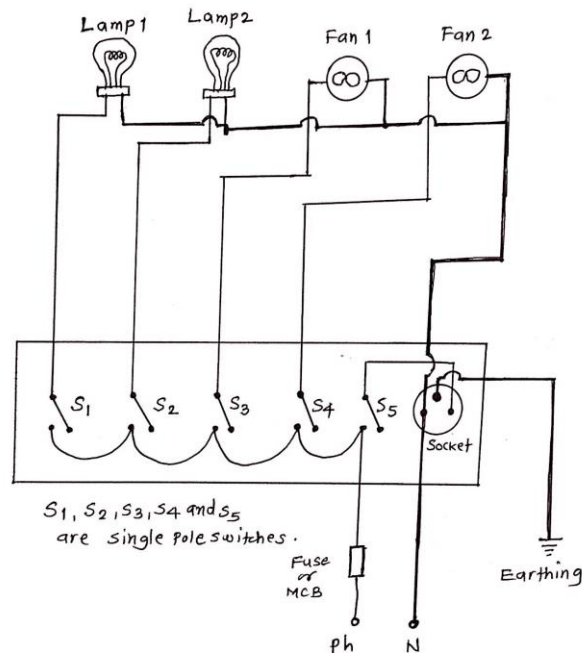 Lamp1
Lamp2
Fan 1
Fan 2
S1
S2
S3
S4
S5
Socket
S1, S2, S3, S4 and S5
are single pole switches.
Fuse
or
MCB
Earthing
Ph
N